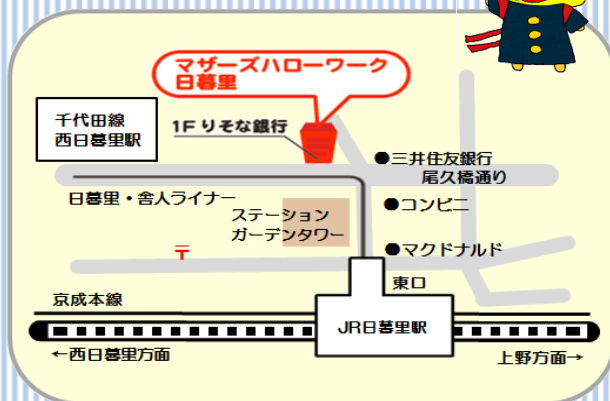 マザーズハローワーク
日暮里
千代田線
西日暮里駅
1F りそな銀行
●三井住友銀行
尾久橋通り
日暮里・舎人ライナー
ステーション
ガーデンタワー
●コンビニ
〒
●マクドナルド
東口
京成本線
JR日暮里駅
←西日暮里方面
上野方面→